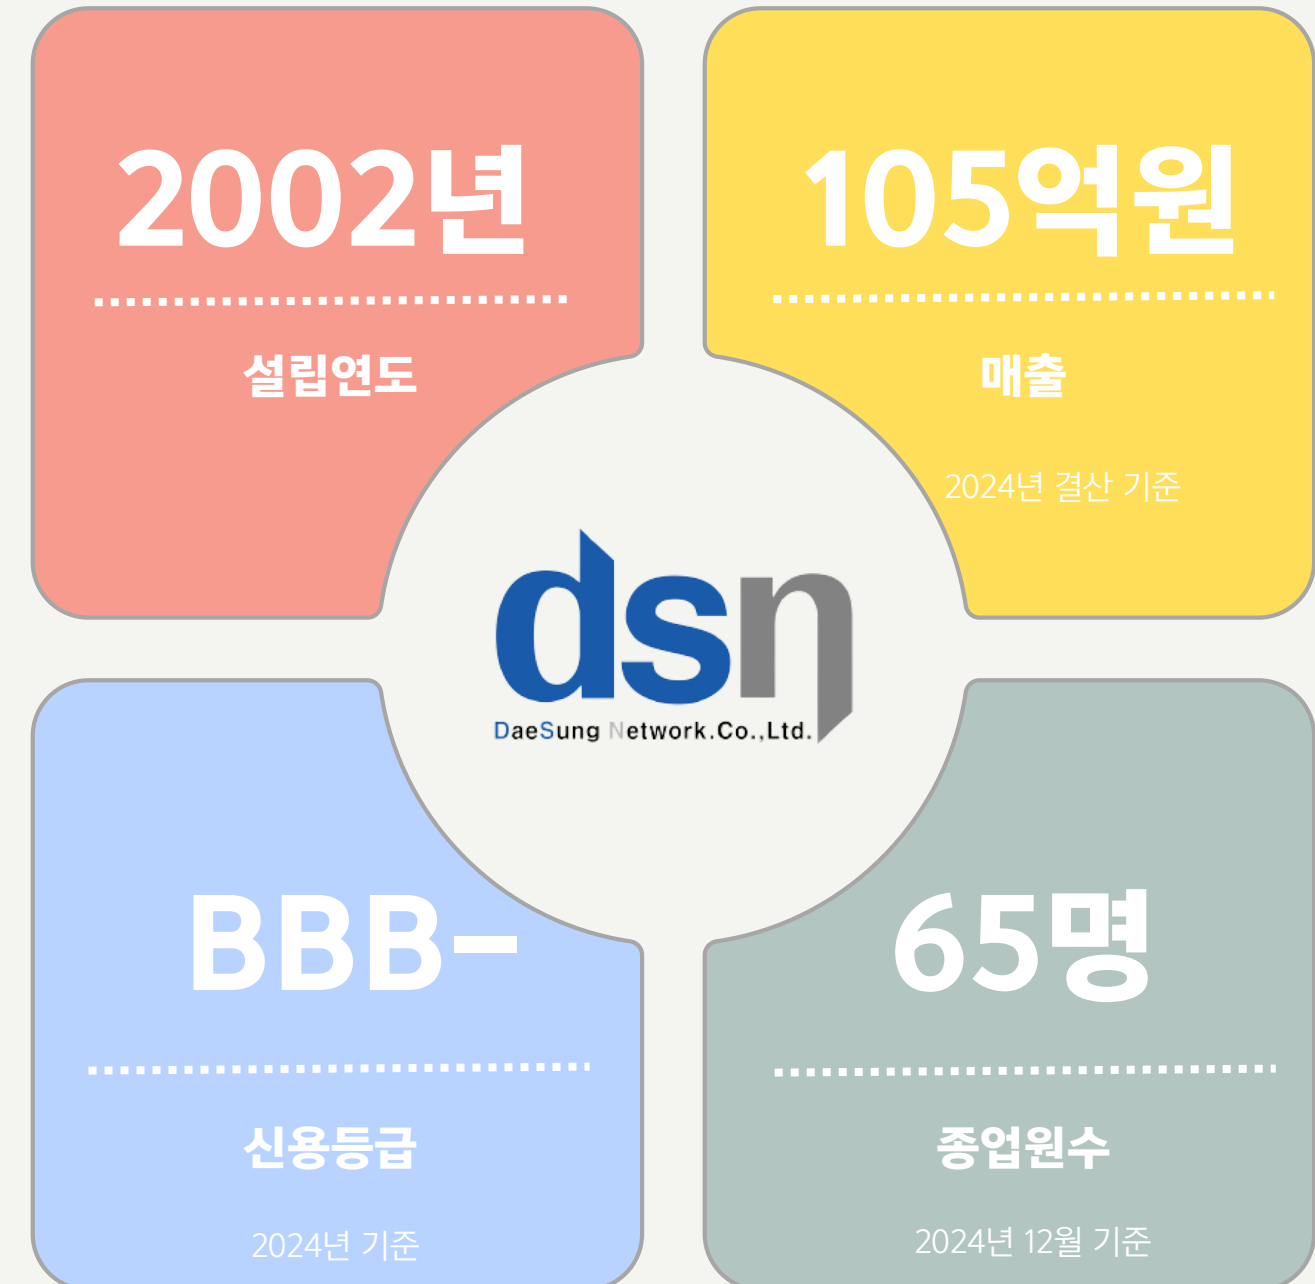 2002년
설립연도
105억원
매출
2024년 결산 기준
dsn
DaeSung Network.Co.,Ltd.
BBB-
신용등급
2024년 기준
65명
종업원수
2024년 12월 기준